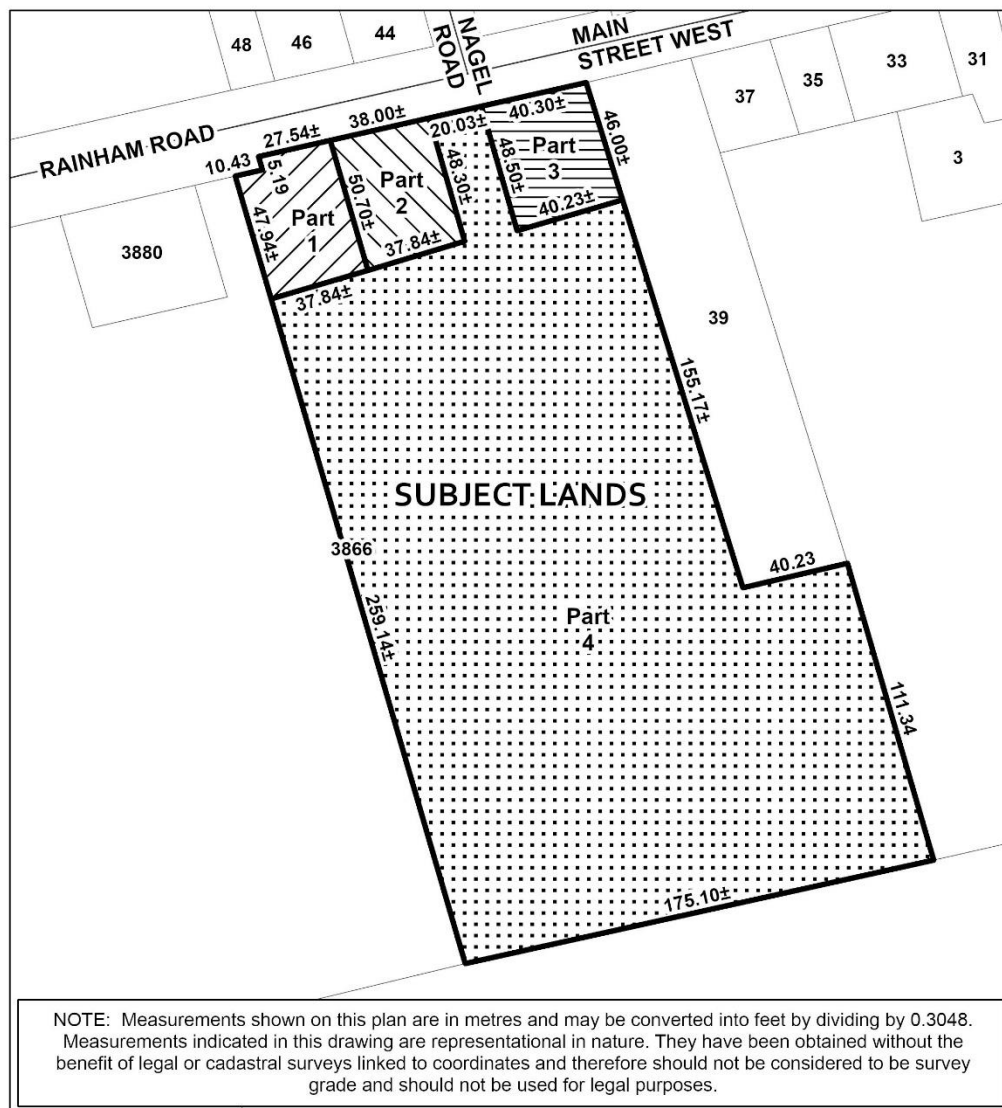 48
46
44
NAGEL
ROAD
MAIN
STREET WEST
37
35
33
31
3
RAINHAM ROAD
10.43
27.54±
38.00±
20.03±
40.30±
46.00±
5.19
47.94±
50.70±
48.30±
48.50±
Part
1
Part
2
Part
3
37.84±
37.84±
40.23±
3880
39
155.17±
SUBJECT LANDS
3866
259.14±
40.23
Part
4
111.34
175.10±
NOTE: Measurements shown on this plan are in metres and may be converted into feet by dividing by 0.3048.
Measurements indicated in this drawing are representational in nature. They have been obtained without the
benefit of legal or cadastral surveys linked to coordinates and therefore should not be considered to be survey
grade and should not be used for legal purposes.